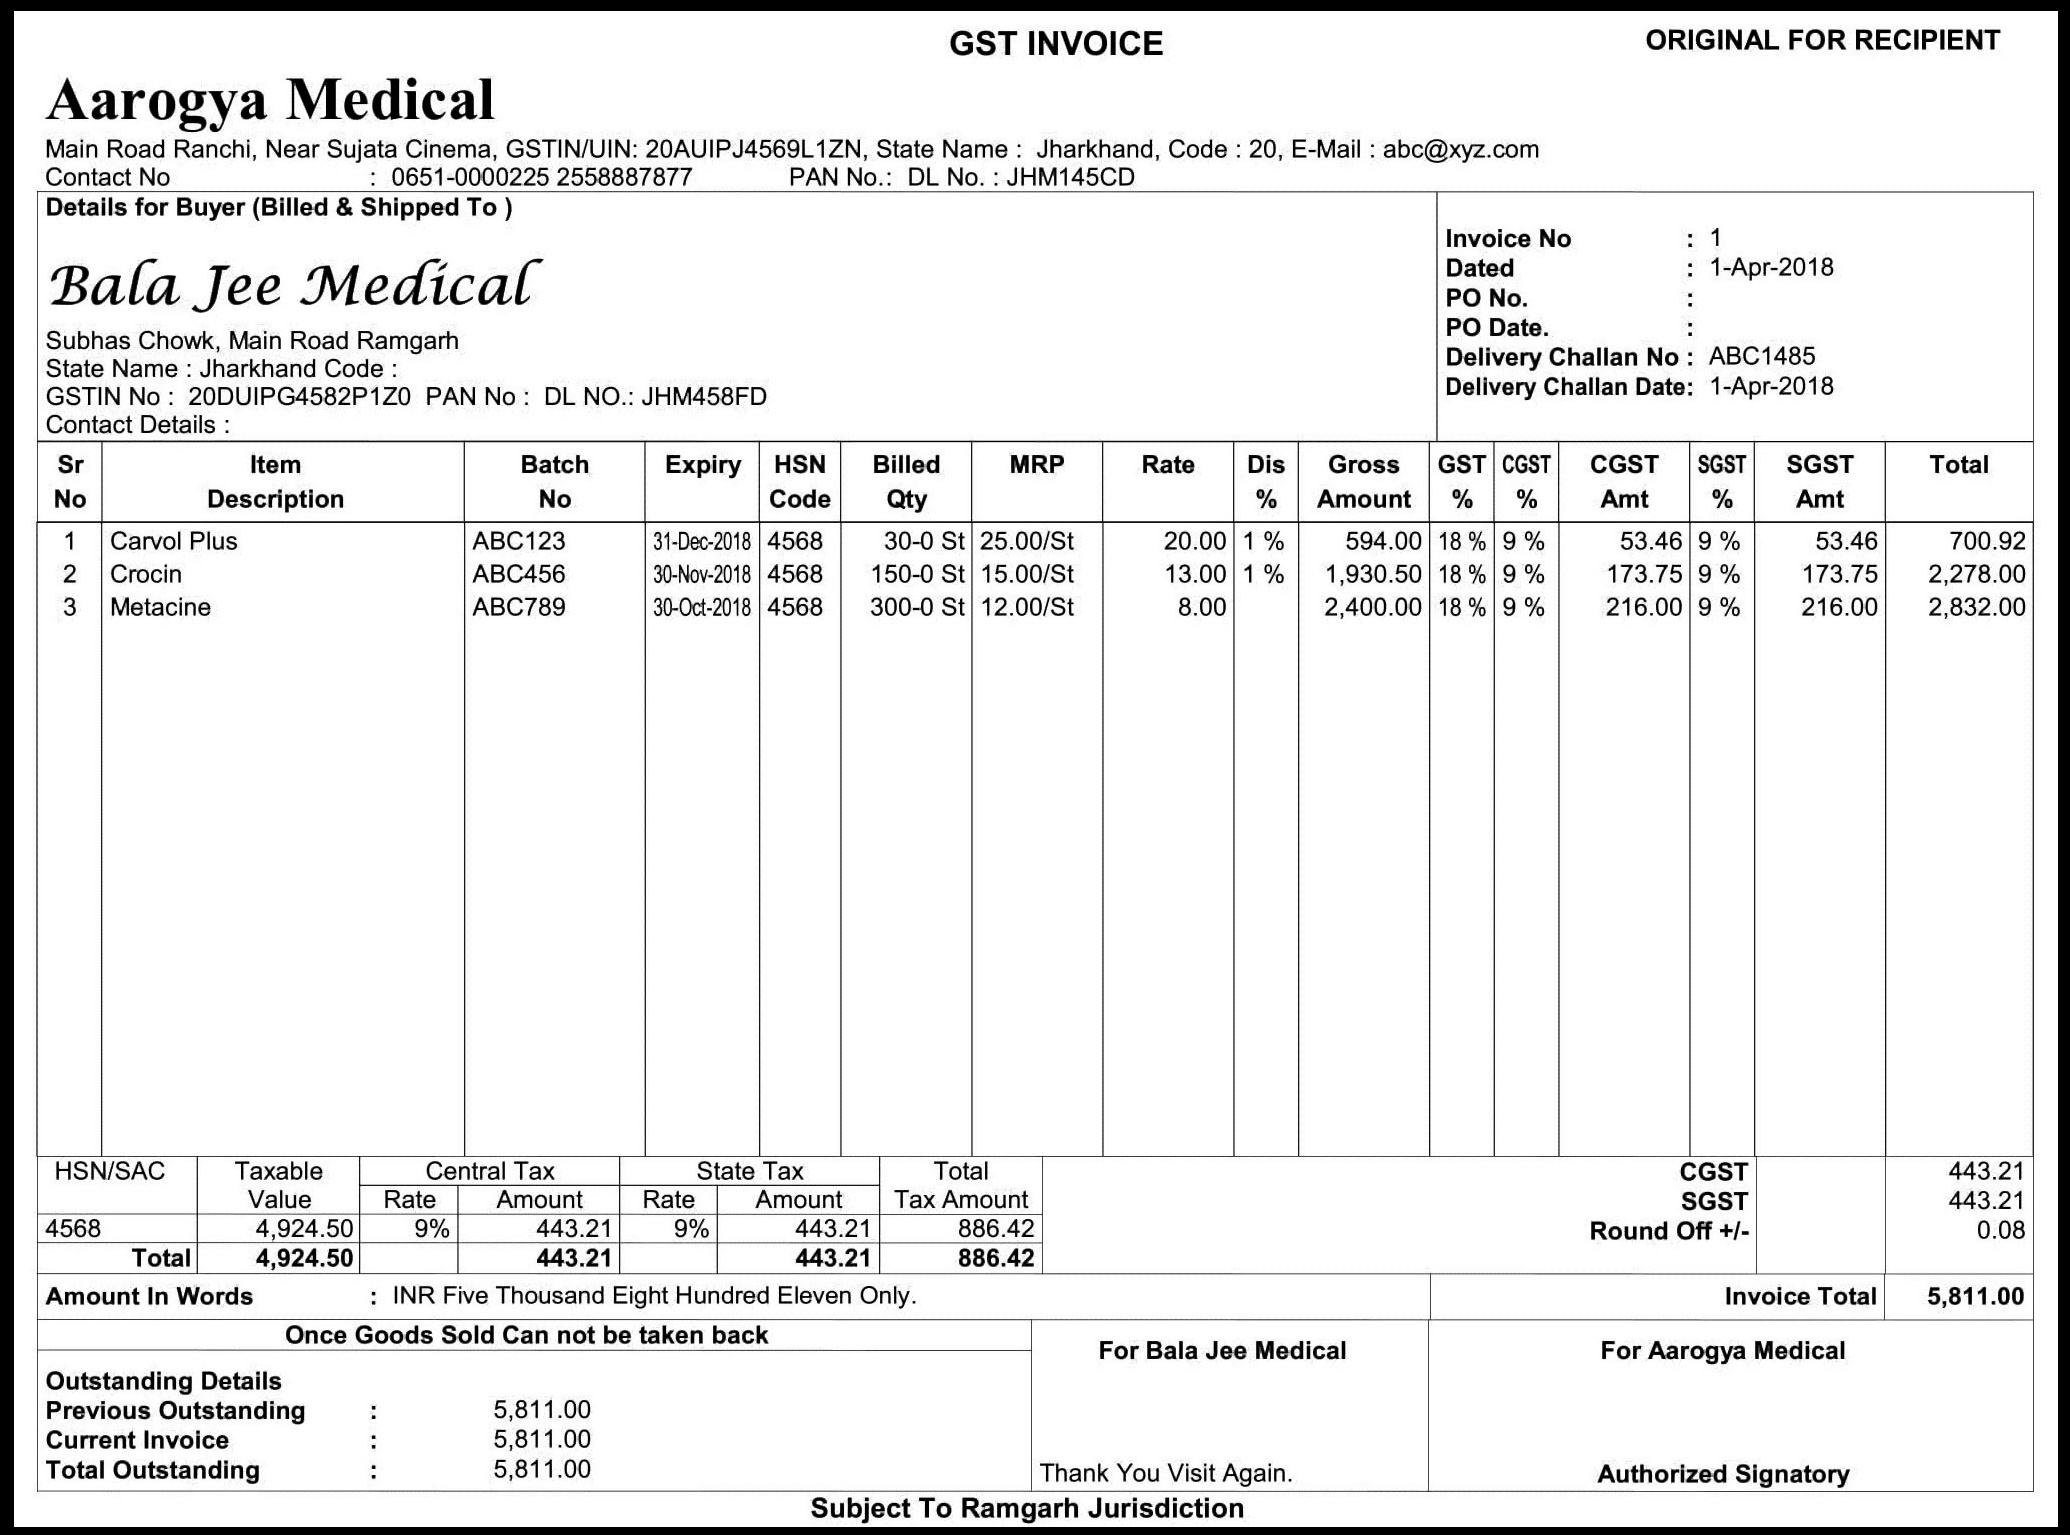 GST INVOICE
ORIGINAL FOR RECIPIENT
Aarogya Medical
Main Road Ranchi, Near Sujata Cinema, GSTIN/UIN: 20AUIPJ4569L1ZN, State Name : Jharkhand, Code : 20, E-Mail : abc@xyz.com
Contact No : 0651-0000225 2558887877 PAN No.: DL No. : JHM145CD
Details for Buyer (Billed & Shipped To )
Bala Jee Medical
Subhas Chowk, Main Road Ramgarh
State Name : Jharkhand Code :
GSTIN No : 20DUIPG4582P1Z0 PAN No : DL NO.: JHM458FD
Contact Details :
Invoice No : 1
Dated : 1-Apr-2018
PO No. :
PO Date. :
Delivery Challan No : ABC1485
Delivery Challan Date: 1-Apr-2018
Sr Item Batch Expiry HSN Billed MRP Rate Dis Gross GST CGST CGST SGST SGST Total
No Description No Code Qty % Amount % % Amt % Amt
1 Carvol Plus ABC123 31-Dec-2018 4568 30-0 St 25.00/St 20.00 1 % 594.00 18 % 9 % 53.46 9 % 53.46 700.92
2 Crocin ABC456 30-Nov-2018 4568 150-0 St 15.00/St 13.00 1 % 1,930.50 18 % 9 % 173.75 9 % 173.75 2,278.00
3 Metacine ABC789 30-Oct-2018 4568 300-0 St 12.00/St 8.00 2,400.00 18 % 9 % 216.00 9 % 216.00 2,832.00
HSN/SAC Taxable Central Tax State Tax Total
Value Rate Amount Rate Amount Tax Amount
4568 4,924.50 9% 443.21 9% 443.21 886.42
Total 4,924.50 443.21 443.21 886.42
CGST 443.21
SGST 443.21
Round Off +/- 0.08
Amount In Words : INR Five Thousand Eight Hundred Eleven Only.
Invoice Total 5,811.00
Once Goods Sold Can not be taken back
Outstanding Details
Previous Outstanding : 5,811.00
Current Invoice : 5,811.00
Total Outstanding : 5,811.00
For Bala Jee Medical
Thank You Visit Again.
For Aarogya Medical
Authorized Signatory
Subject To Ramgarh Jurisdiction